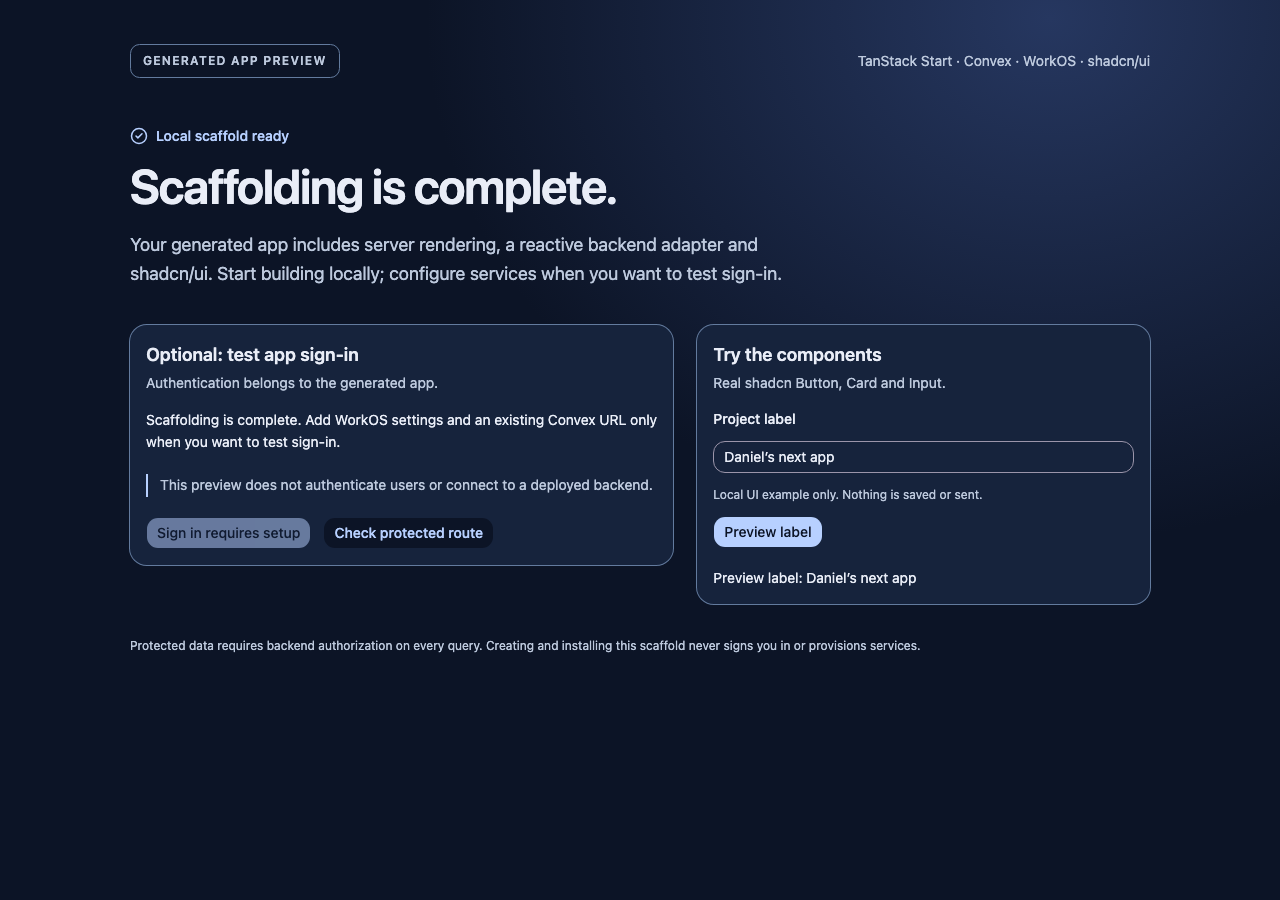 GENERATED APP PREVIEW
TanStack Start · Convex · WorkOS · shadcn/ui
Local scaffold ready
Scaffolding is complete.
Your generated app includes server rendering, a reactive backend adapter and
shadcn/ui. Start building locally; configure services when you want to test sign-in.
Optional: test app sign-in
Authentication belongs to the generated app.
Scaffolding is complete. Add WorkOS settings and an existing Convex URL only
when you want to test sign-in.
This preview does not authenticate users or connect to a deployed backend.
Sign in requires setup
Check protected route
Try the components
Real shadcn Button, Card and Input.
Project label
Daniel’s next app
Local UI example only. Nothing is saved or sent.
Preview label
Preview label: Daniel’s next app
Protected data requires backend authorization on every query. Creating and installing this scaffold never signs you in or provisions services.